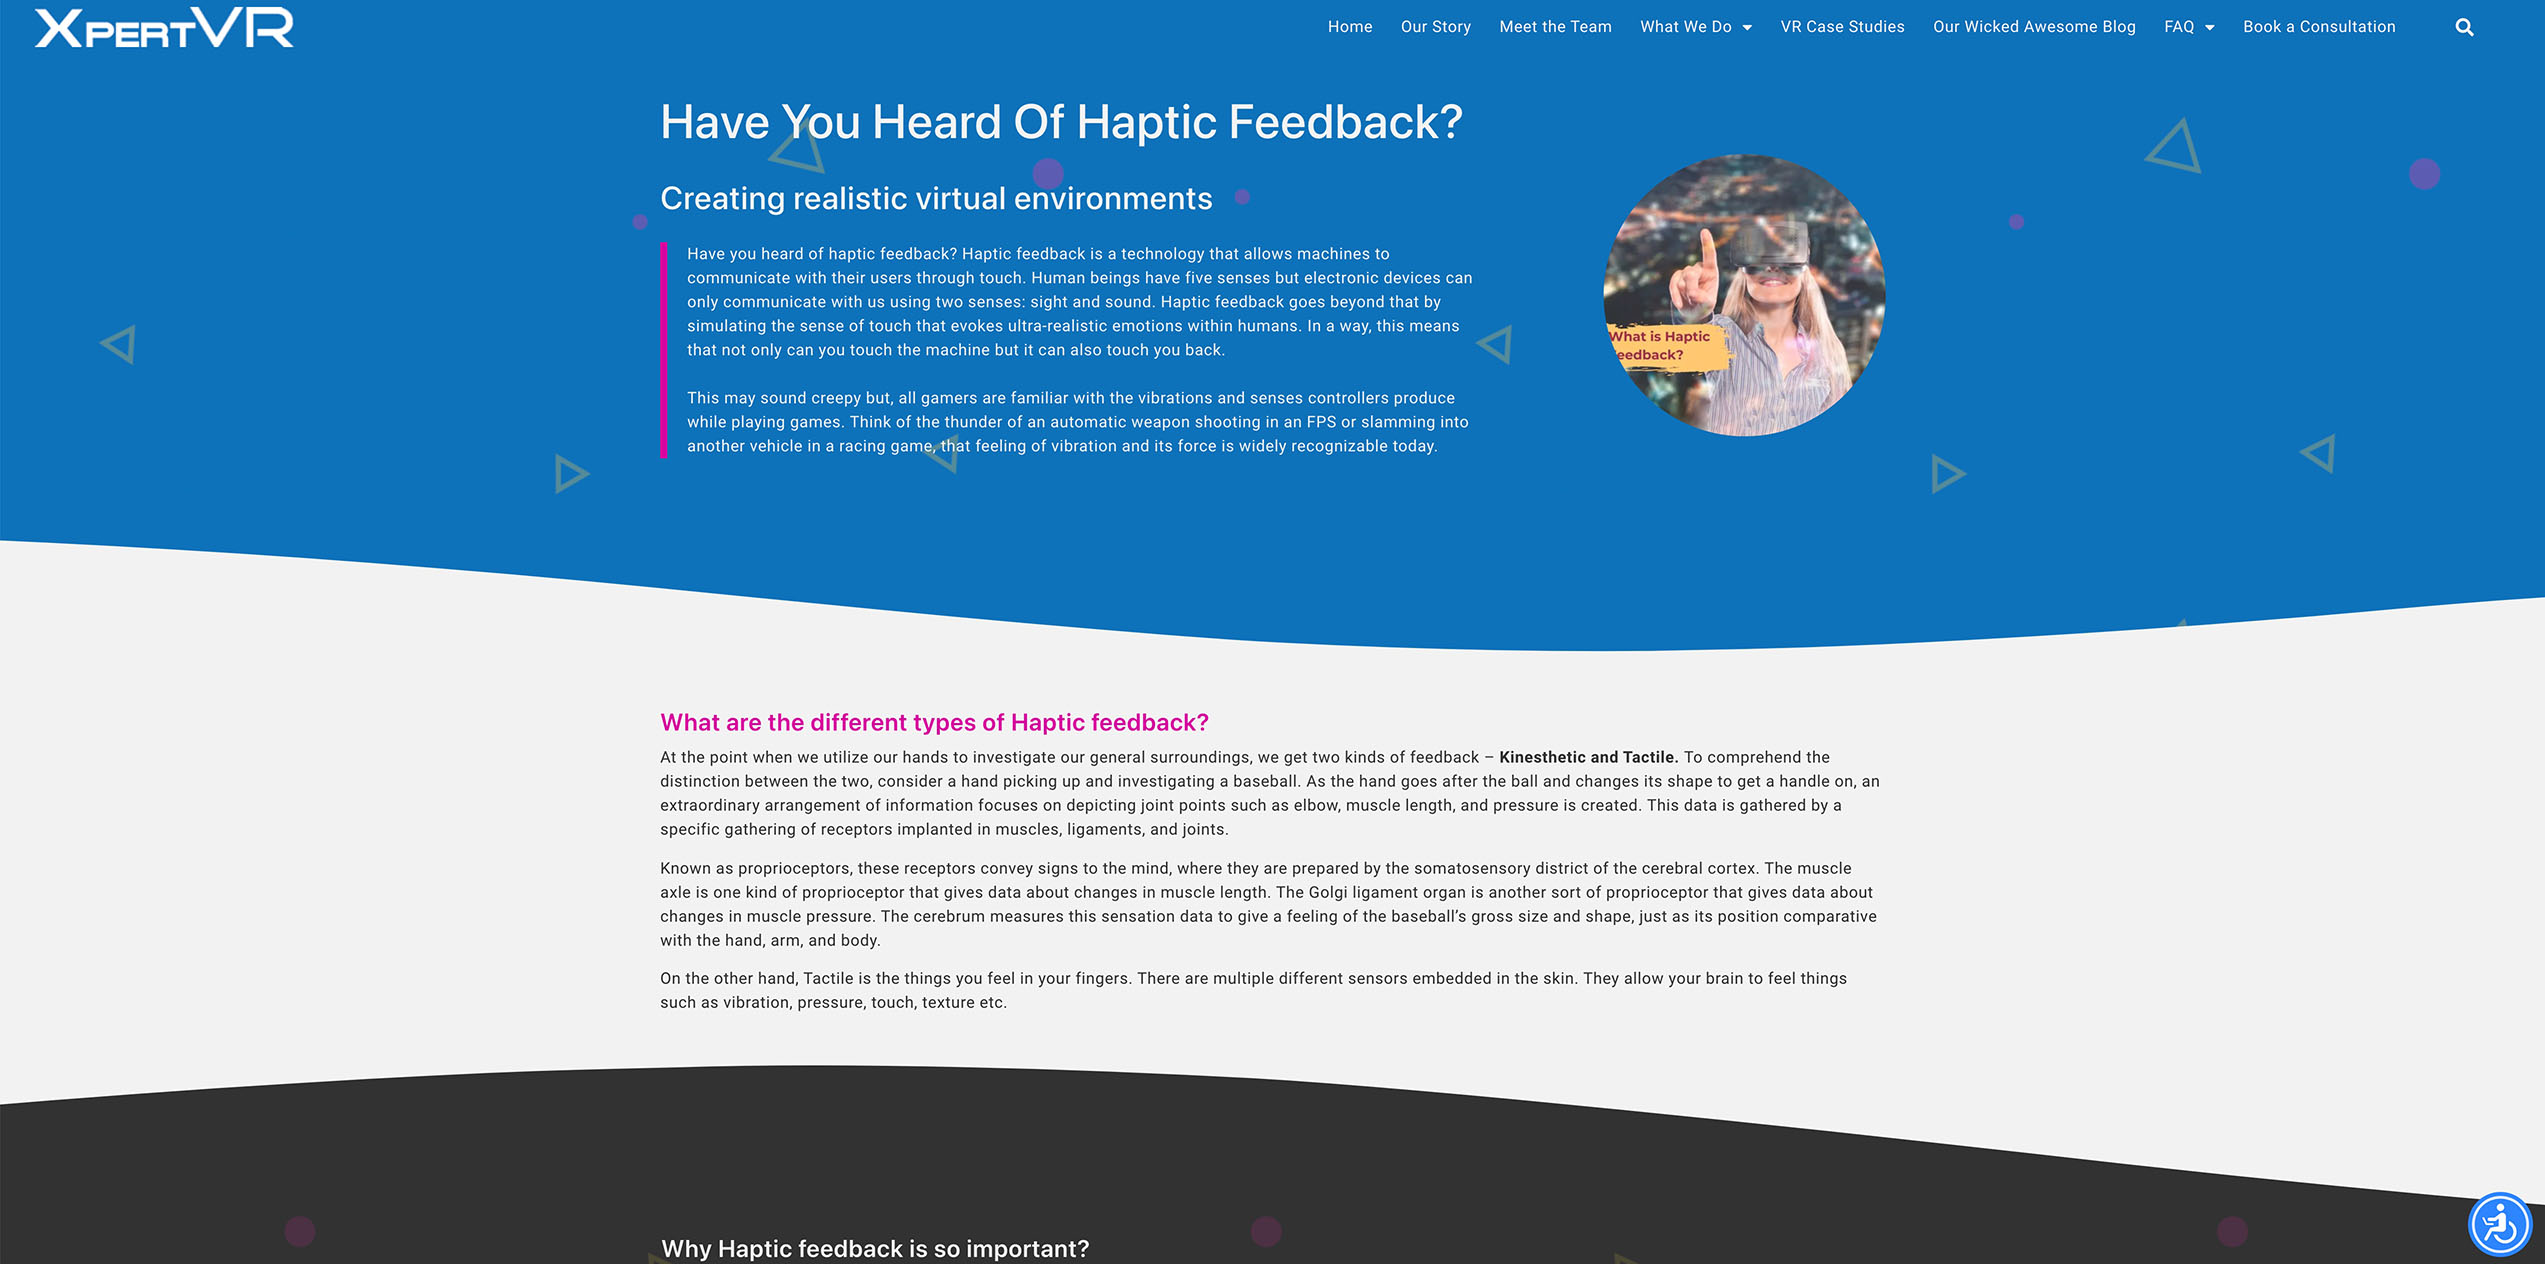 XPERTVR
Home Our Story Meet the Team What We Do VR Case Studies Our Wicked Awesome Blog FAQ Book a Consultation
Have You Heard Of Haptic Feedback?
Creating realistic virtual environments
Have you heard of haptic feedback? Haptic feedback is a technology that allows machines to
communicate with their users through touch. Human beings have five senses but electronic devices can
only communicate with us using two senses: sight and sound. Haptic feedback goes beyond that by
simulating the sense of touch that evokes ultra-realistic emotions within humans. In a way, this means
that not only can you touch the machine but it can also touch you back.
This may sound creepy but, all gamers are familiar with the vibrations and senses controllers produce
while playing games. Think of the thunder of an automatic weapon shooting in an FPS or slamming into
another vehicle in a racing game, that feeling of vibration and its force is widely recognizable today.
What is Haptic
eedback?
What are the different types of Haptic feedback?
At the point when we utilize our hands to investigate our general surroundings, we get two kinds of feedback – Kinesthetic and Tactile. To comprehend the
distinction between the two, consider a hand picking up and investigating a baseball. As the hand goes after the ball and changes its shape to get a handle on, an
extraordinary arrangement of information focuses on depicting joint points such as elbow, muscle length, and pressure is created. This data is gathered by a
specific gathering of receptors implanted in muscles, ligaments, and joints.
Known as proprioceptors, these receptors convey signs to the mind, where they are prepared by the somatosensory district of the cerebral cortex. The muscle
axle is one kind of proprioceptor that gives data about changes in muscle length. The Golgi ligament organ is another sort of proprioceptor that gives data about
changes in muscle pressure. The cerebrum measures this sensation data to give a feeling of the baseball’s gross size and shape, just as its position comparative
with the hand, arm, and body.
On the other hand, Tactile is the things you feel in your fingers. There are multiple different sensors embedded in the skin. They allow your brain to feel things
such as vibration, pressure, touch, texture etc.
Why Haptic feedback is so important?